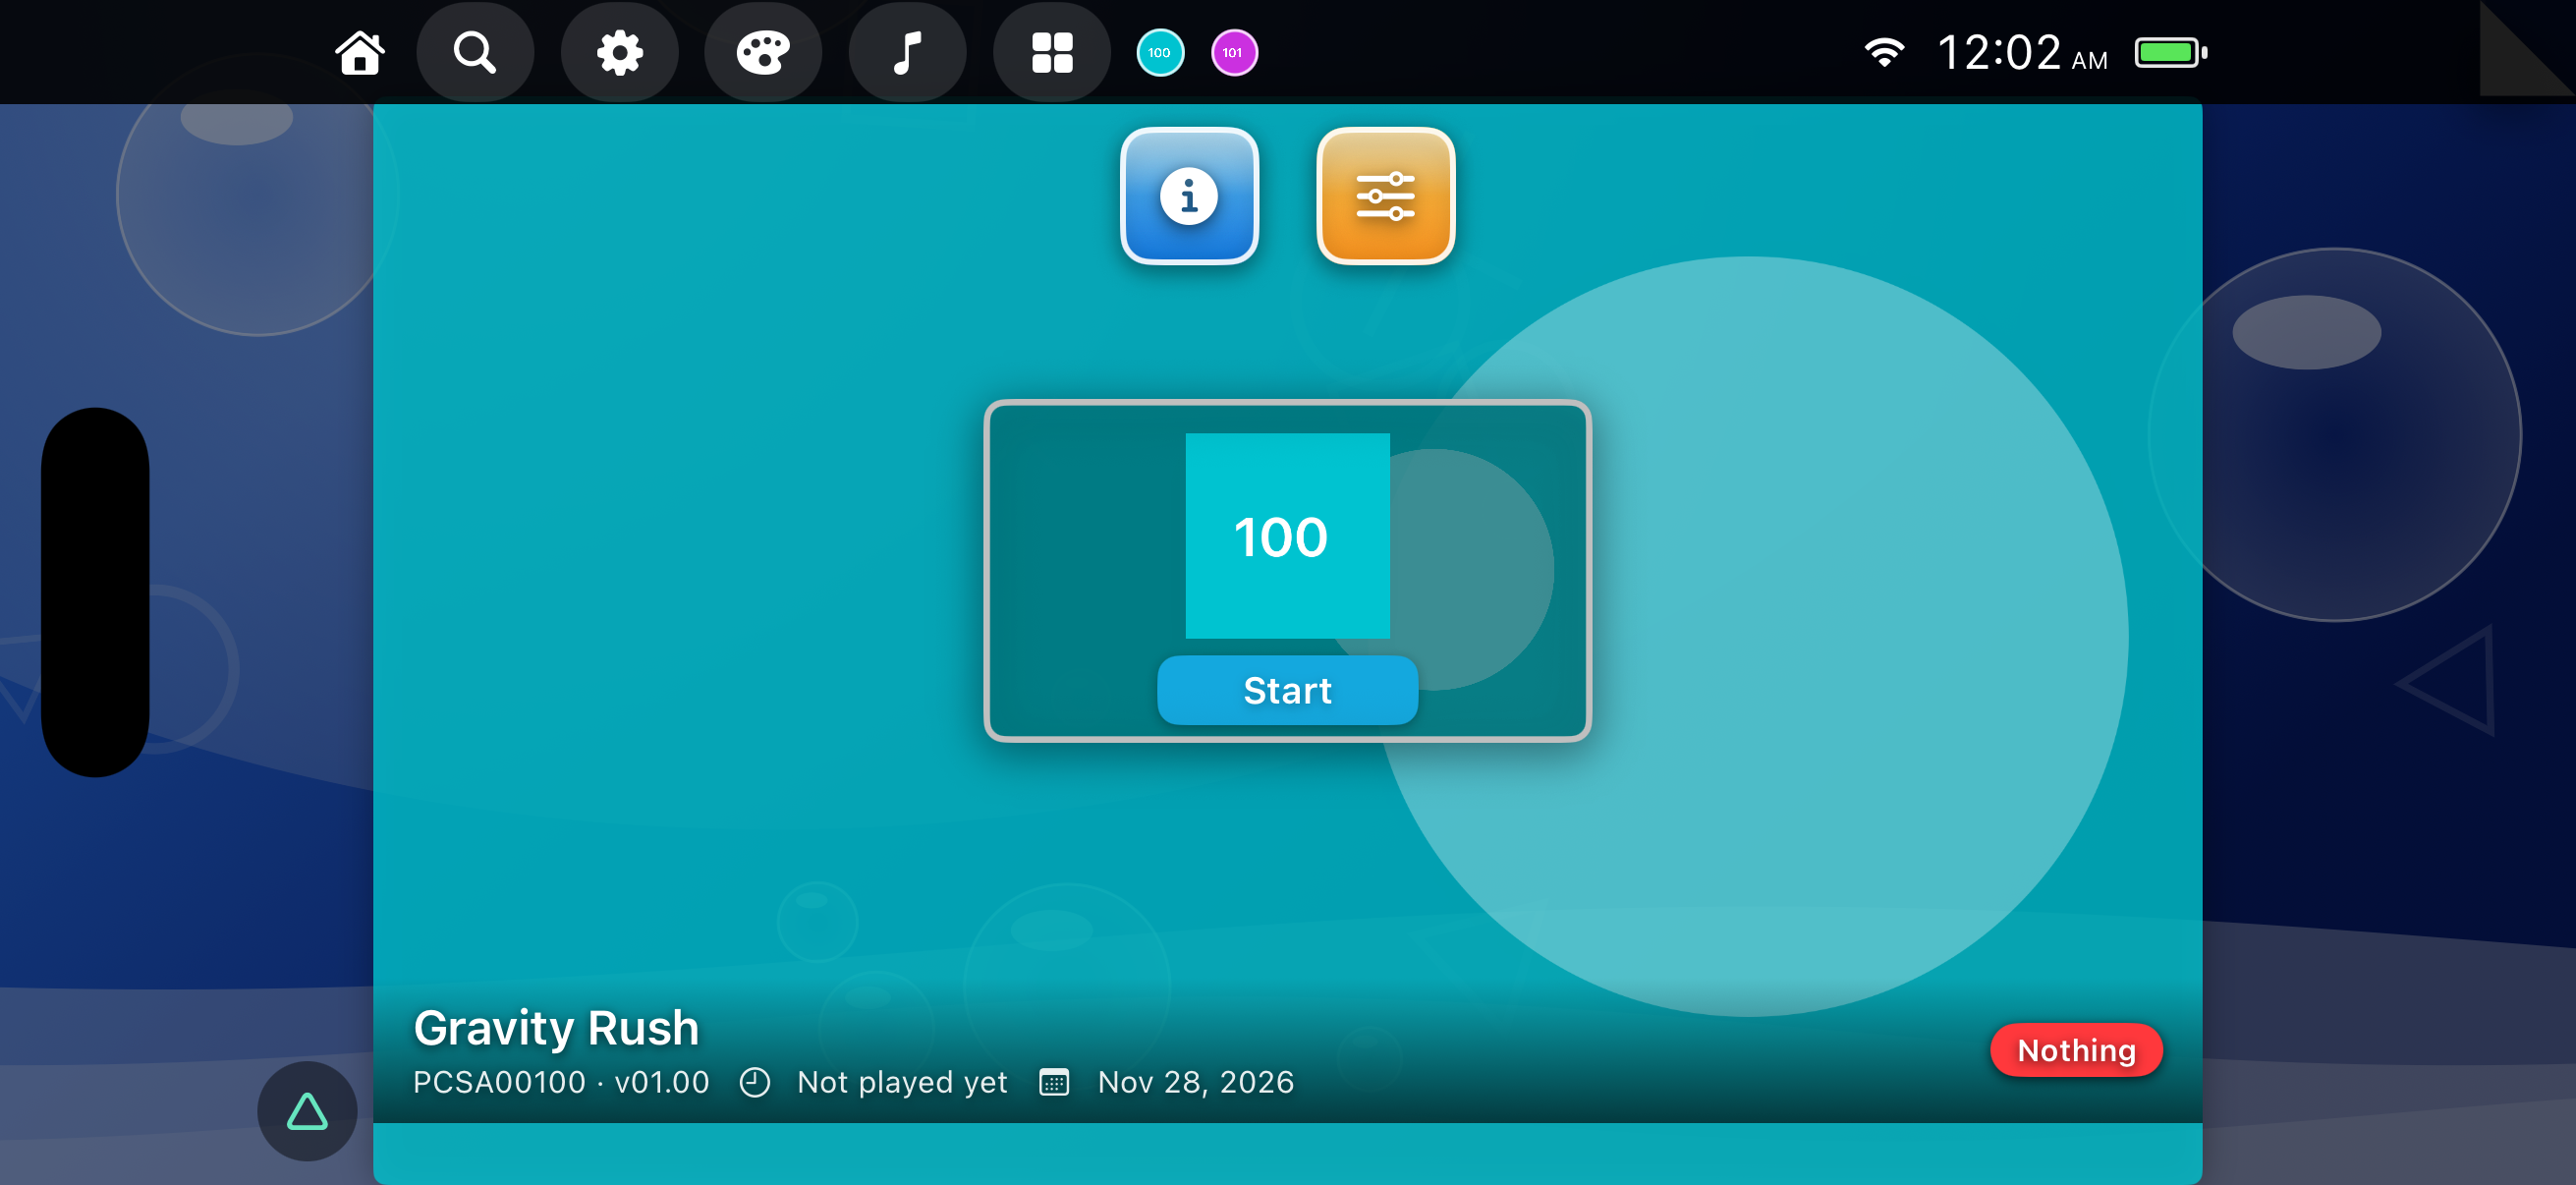 100
101
12:02 AM
100
Start
Gravity Rush
PCSA00100 · v01.00 Not played yet Nov 28, 2026
Nothing